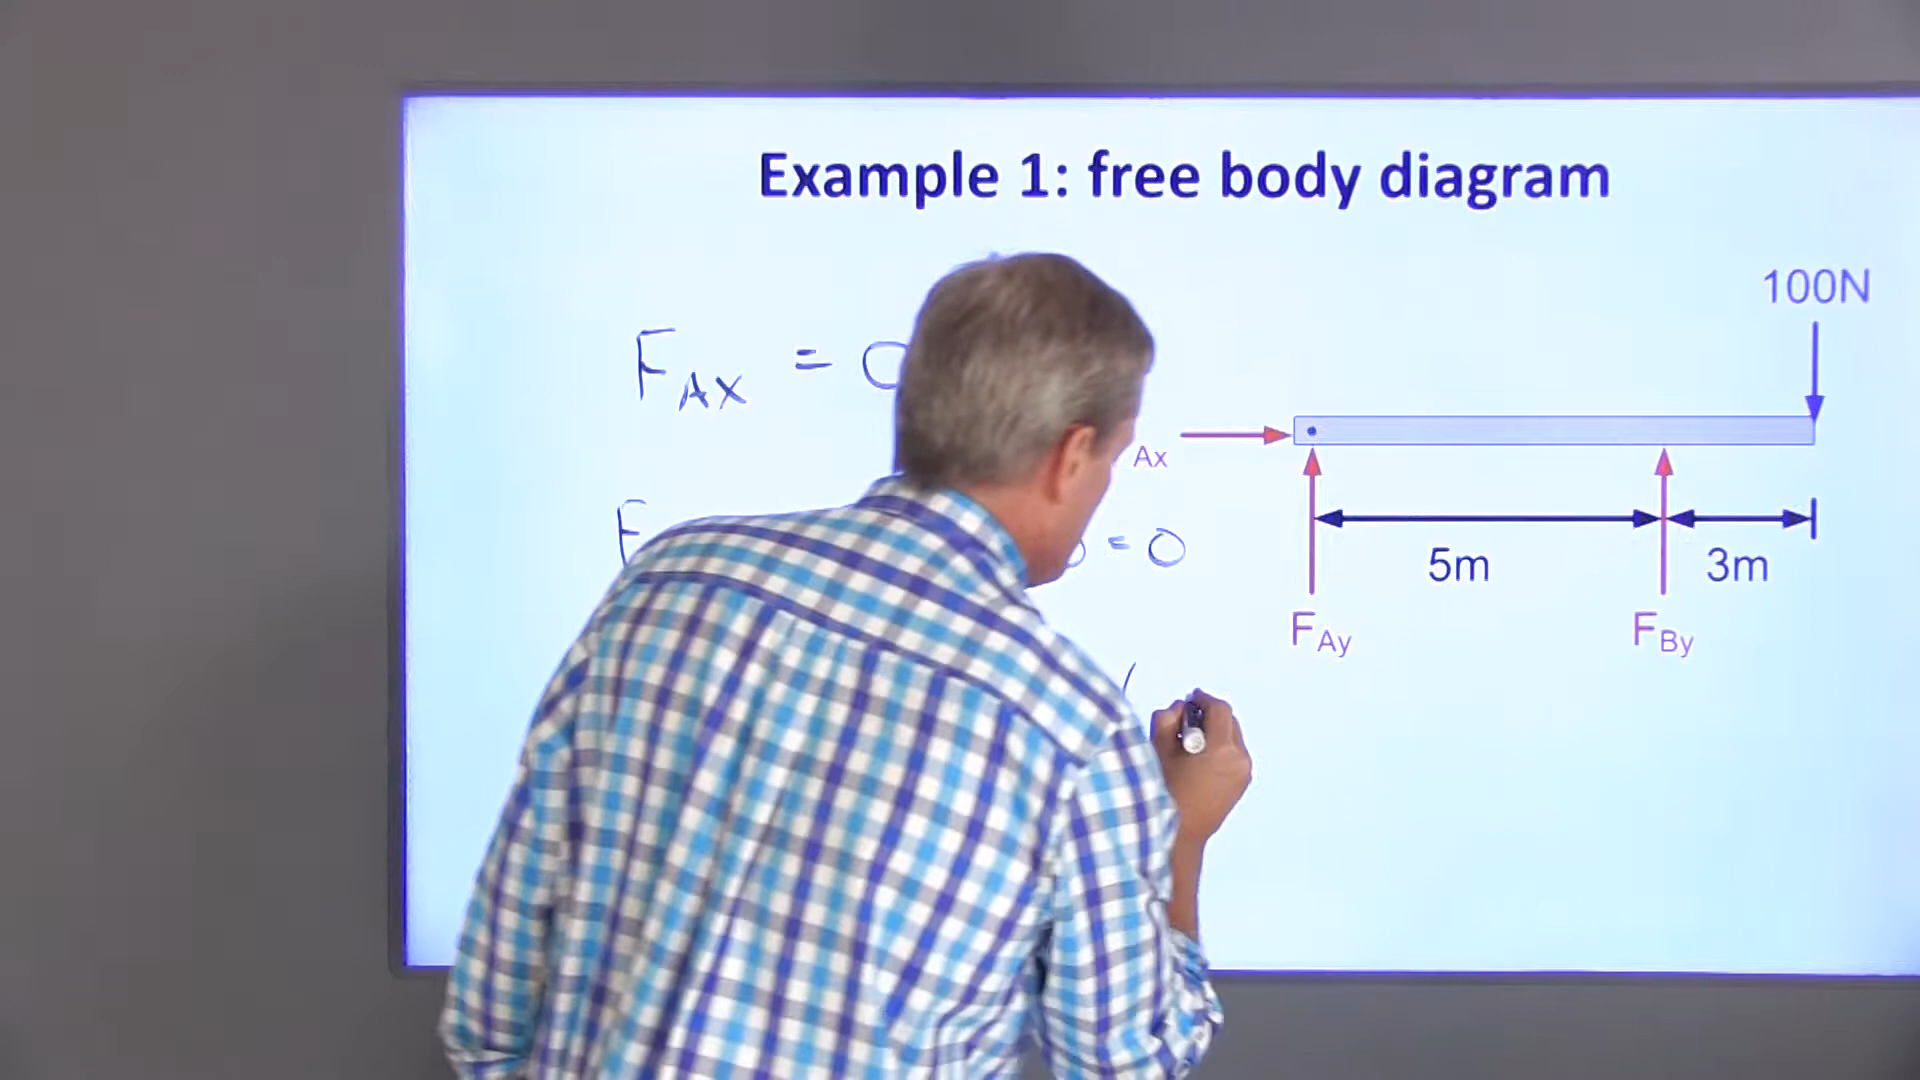 Example 1: free body diagram
100N
F_AX = 0
Ax
F = 0
5m 3m
F_Ay F_By
(